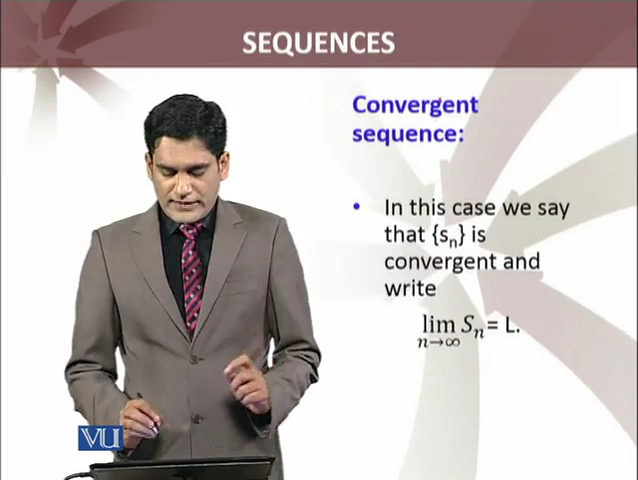 SEQUENCES
Convergent
sequence:
• In this case we say
that {sₙ} is
convergent and
write
lim Sₙ = L.
n→∞
VU